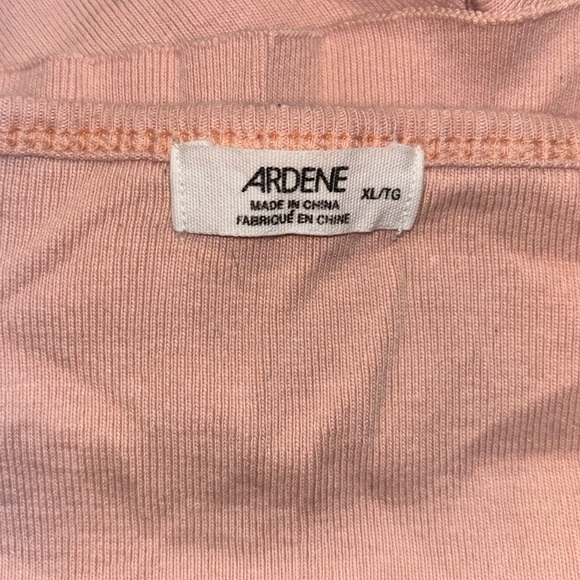 ARDENE
XL/TG
MADE IN CHINA
FABRIQUÉ EN CHINE